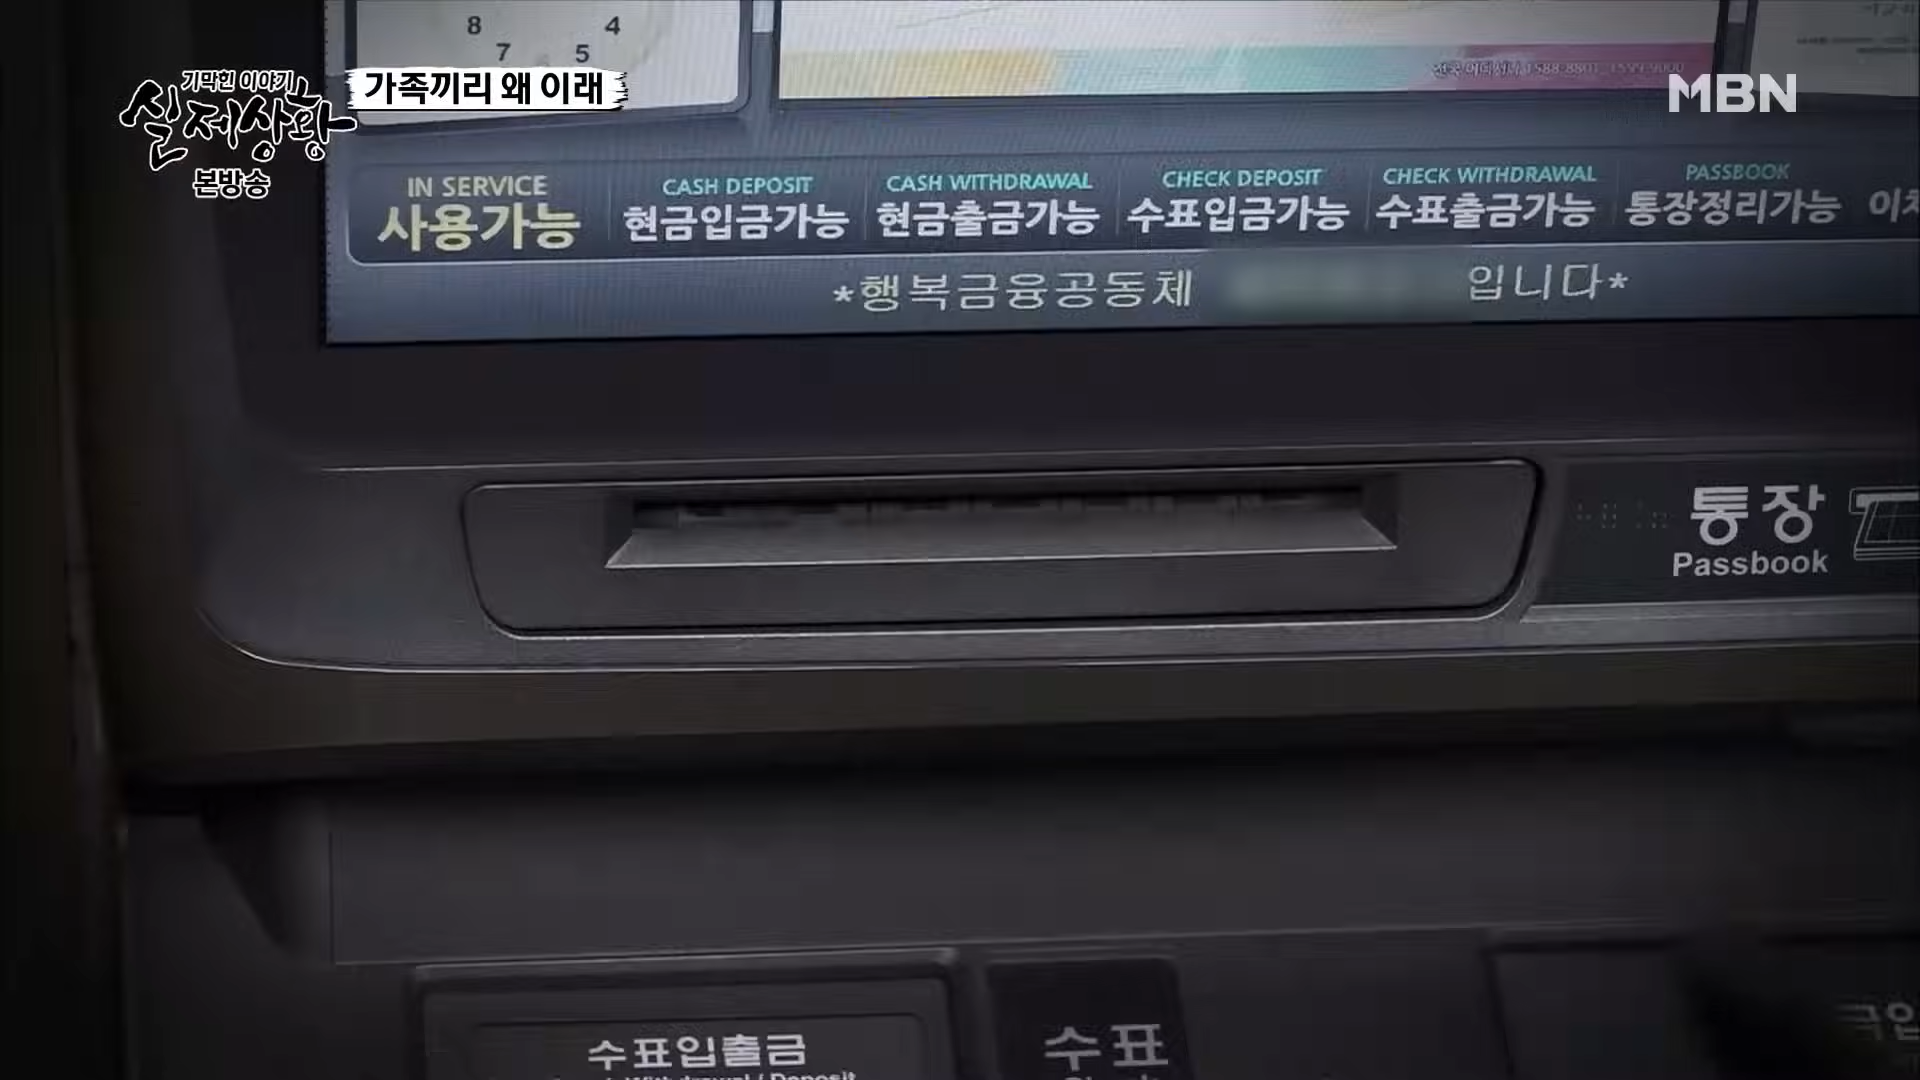 8 4
7 5
기막힌 이야기
실제상황
본방송
가족끼리 왜 이래
MBN
IN SERVICE
사용가능
CASH DEPOSIT
현금입금가능
CASH WITHDRAWAL
현금출금가능
CHECK DEPOSIT
수표입금가능
CHECK WITHDRAWAL
수표출금가능
PASSBOOK
통장정리가능
*행복금융공동체 입니다*
통장
Passbook
수표입출금
수표